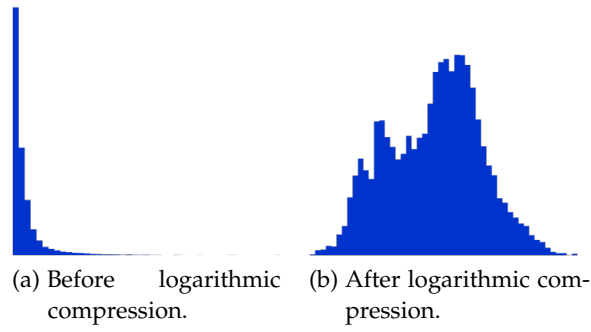 (a) Before logarithmic
compression.
(b) After logarithmic com-
pression.